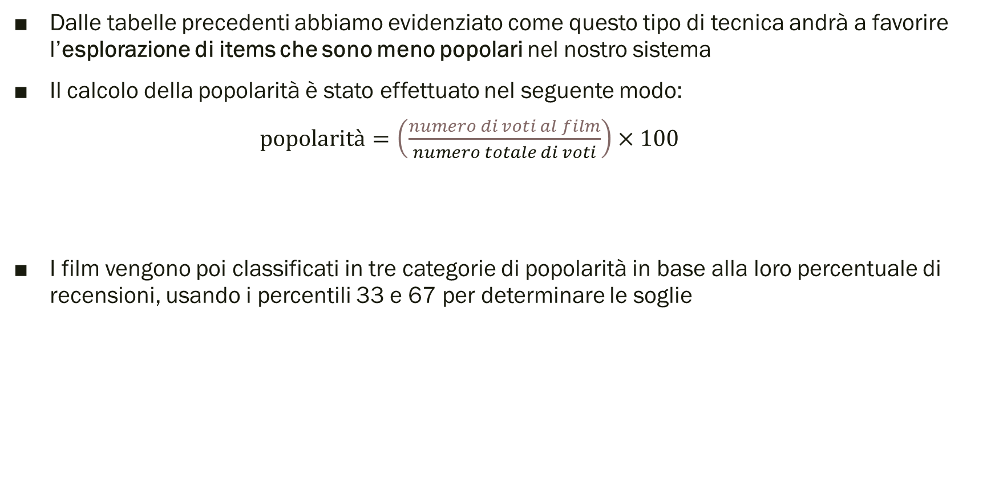 ■ Dalle tabelle precedenti abbiamo evidenziato come questo tipo di tecnica andrà a favorire
l’esplorazione di items che sono meno popolari nel nostro sistema
■ Il calcolo della popolarità è stato effettuato nel seguente modo:
popolarità = (numero di voti al film / numero totale di voti) × 100
■ I film vengono poi classificati in tre categorie di popolarità in base alla loro percentuale di
recensioni, usando i percentili 33 e 67 per determinare le soglie